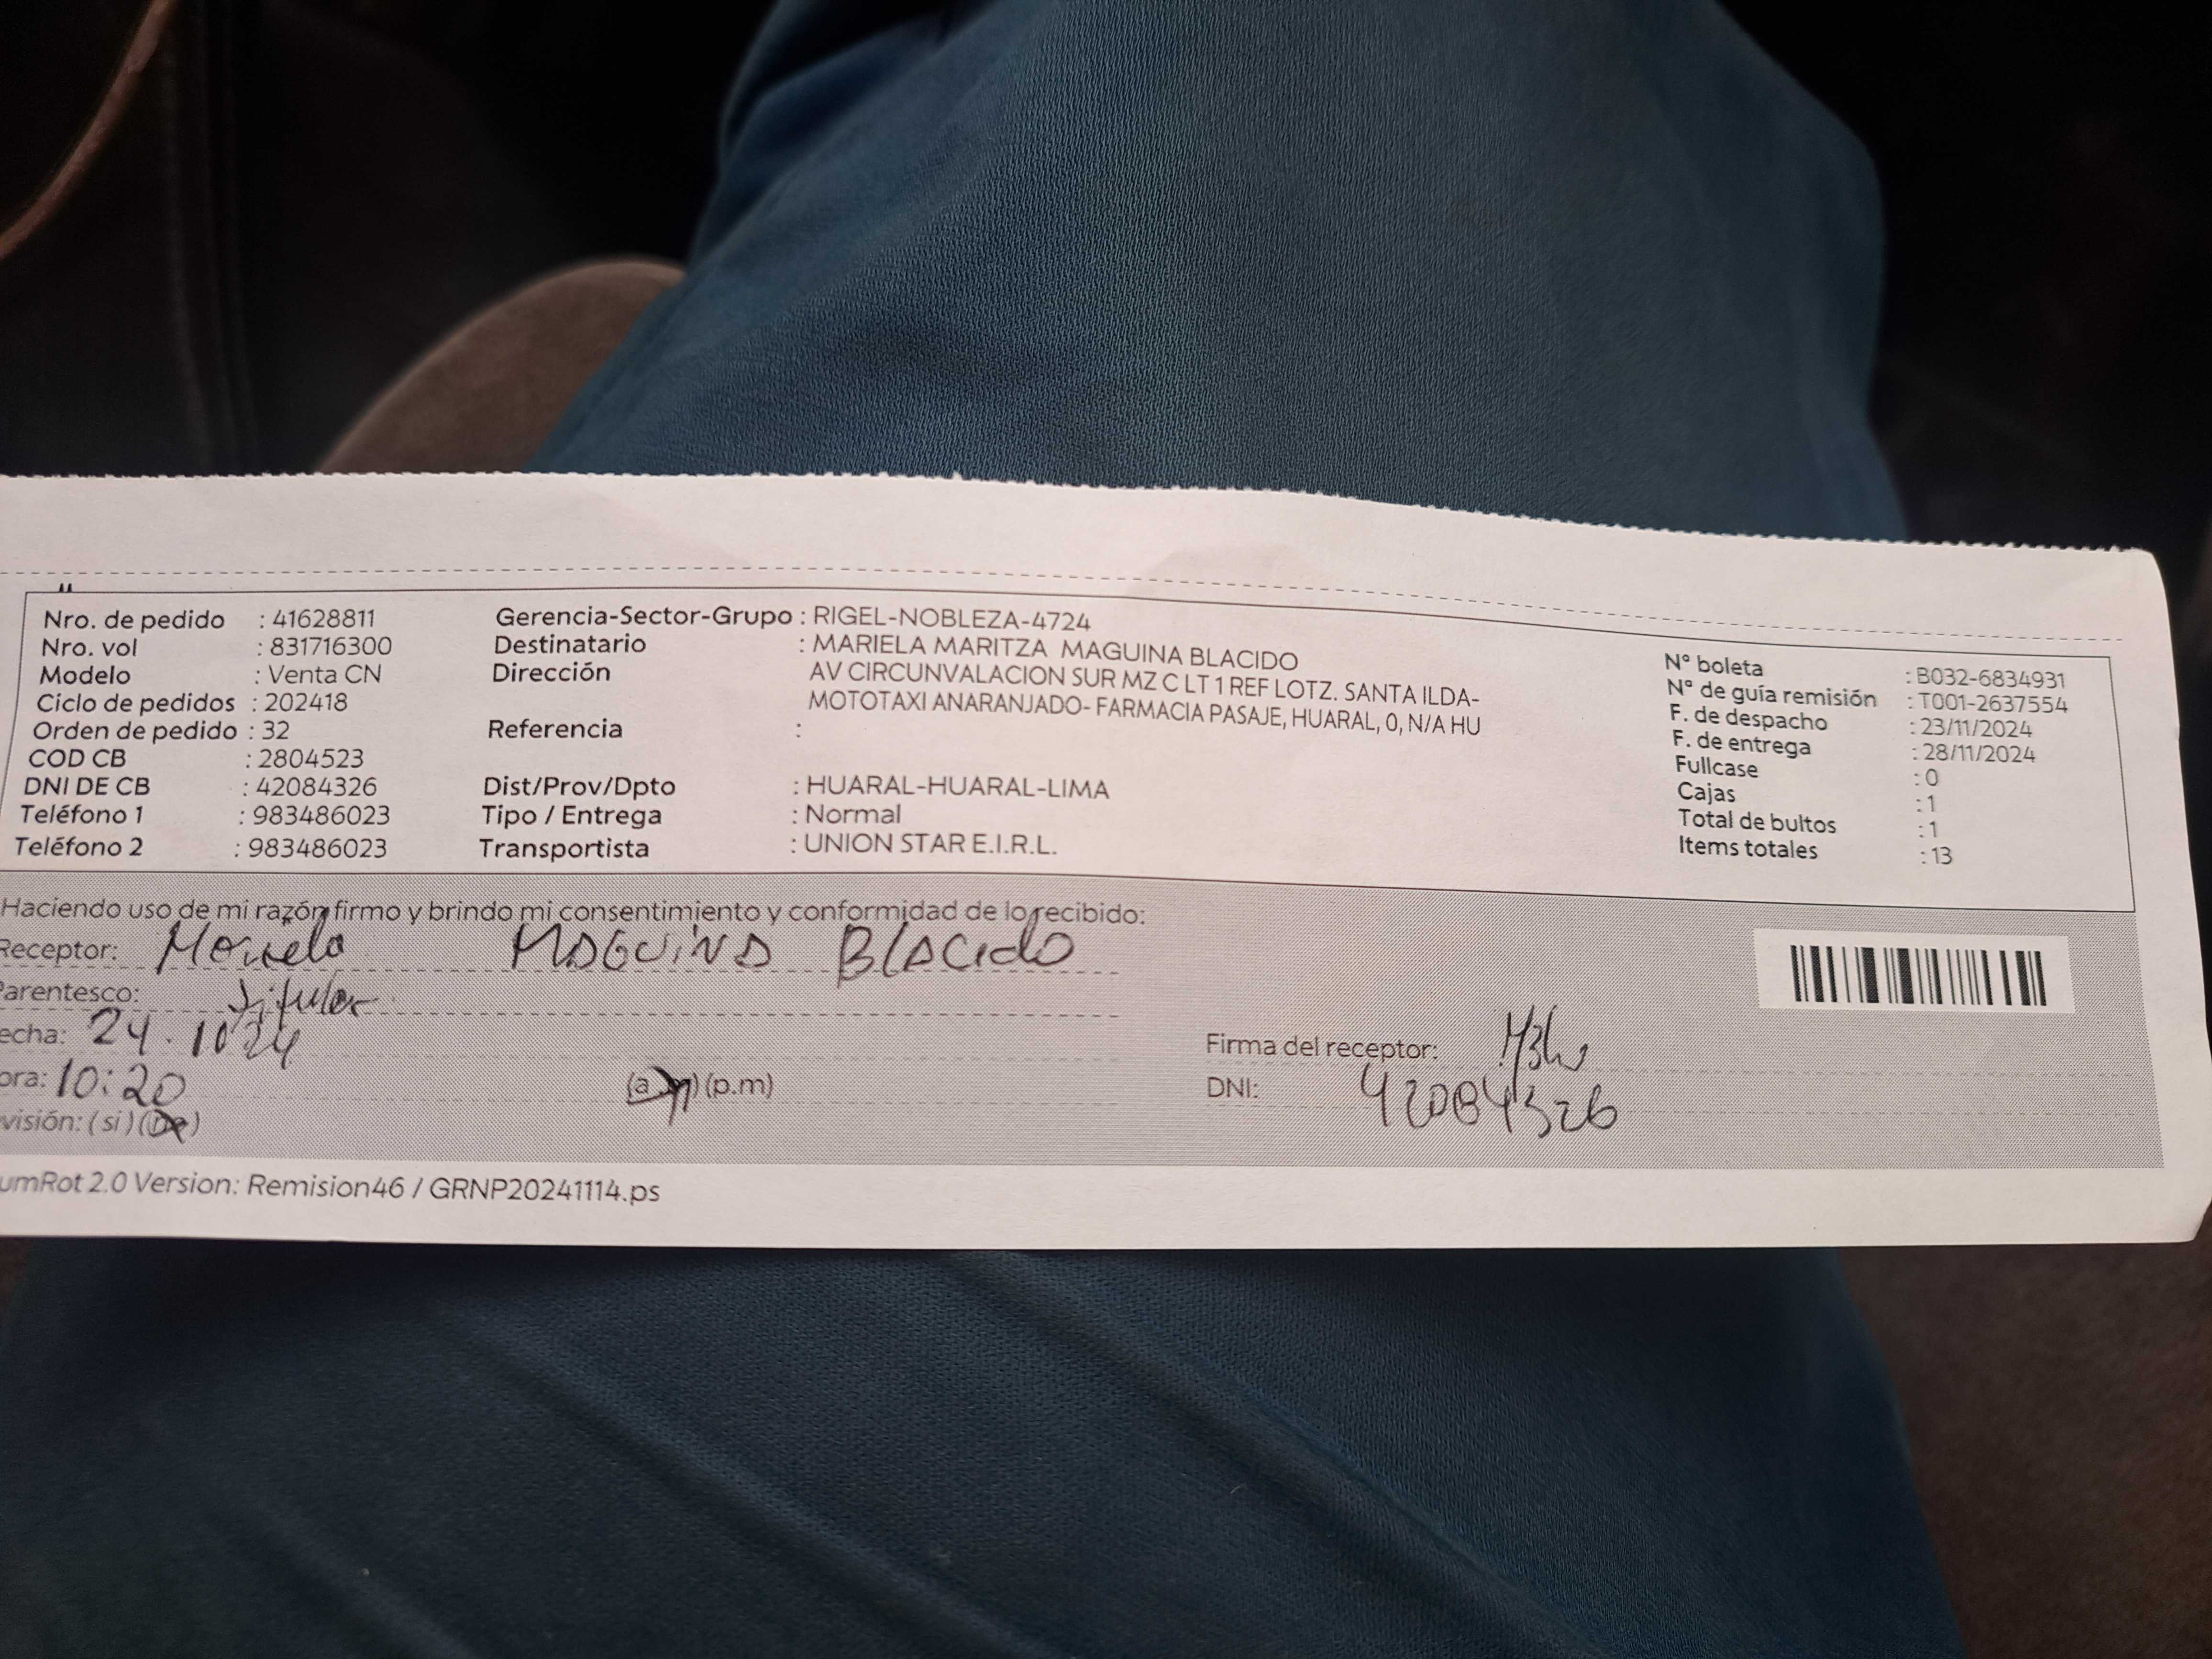 Nro. de pedido : 41628811 Gerencia-Sector-Grupo : RIGEL-NOBLEZA-4724
Nro. vol : 831716300 Destinatario : MARIELA MARITZA MAGUINA BLACIDO N° boleta : B032-6834931
Modelo : Venta CN Dirección AV CIRCUNVALACION SUR MZ C LT 1 REF LOTZ. SANTA ILDA- N° de guía remisión : T001-2637554
Ciclo de pedidos : 202418 MOTOTAXI ANARANJADO- FARMACIA PASAJE, HUARAL, 0, N/A HU F. de despacho : 23/11/2024
Orden de pedido : 32 Referencia : F. de entrega : 28/11/2024
COD CB : 2804523 Fullcase : 0
DNI DE CB : 42084326 Dist/Prov/Dpto : HUARAL-HUARAL-LIMA Cajas : 1
Teléfono 1 : 983486023 Tipo / Entrega : Normal Total de bultos : 1
Teléfono 2 : 983486023 Transportista : UNION STAR E.I.R.L. Items totales : 13
Haciendo uso de mi razón firmo y brindo mi consentimiento y conformidad de lo recibido:
Receptor: Mariela MAGUINA BLACIDO
Parentesco: Titular
echa: 24.10 24 Firma del receptor:
ora: 10:20 (a.m) (p.m) DNI: 42084326
visión: (si) (no)
umRot 2.0 Version: Remision46 / GRNP20241114.ps